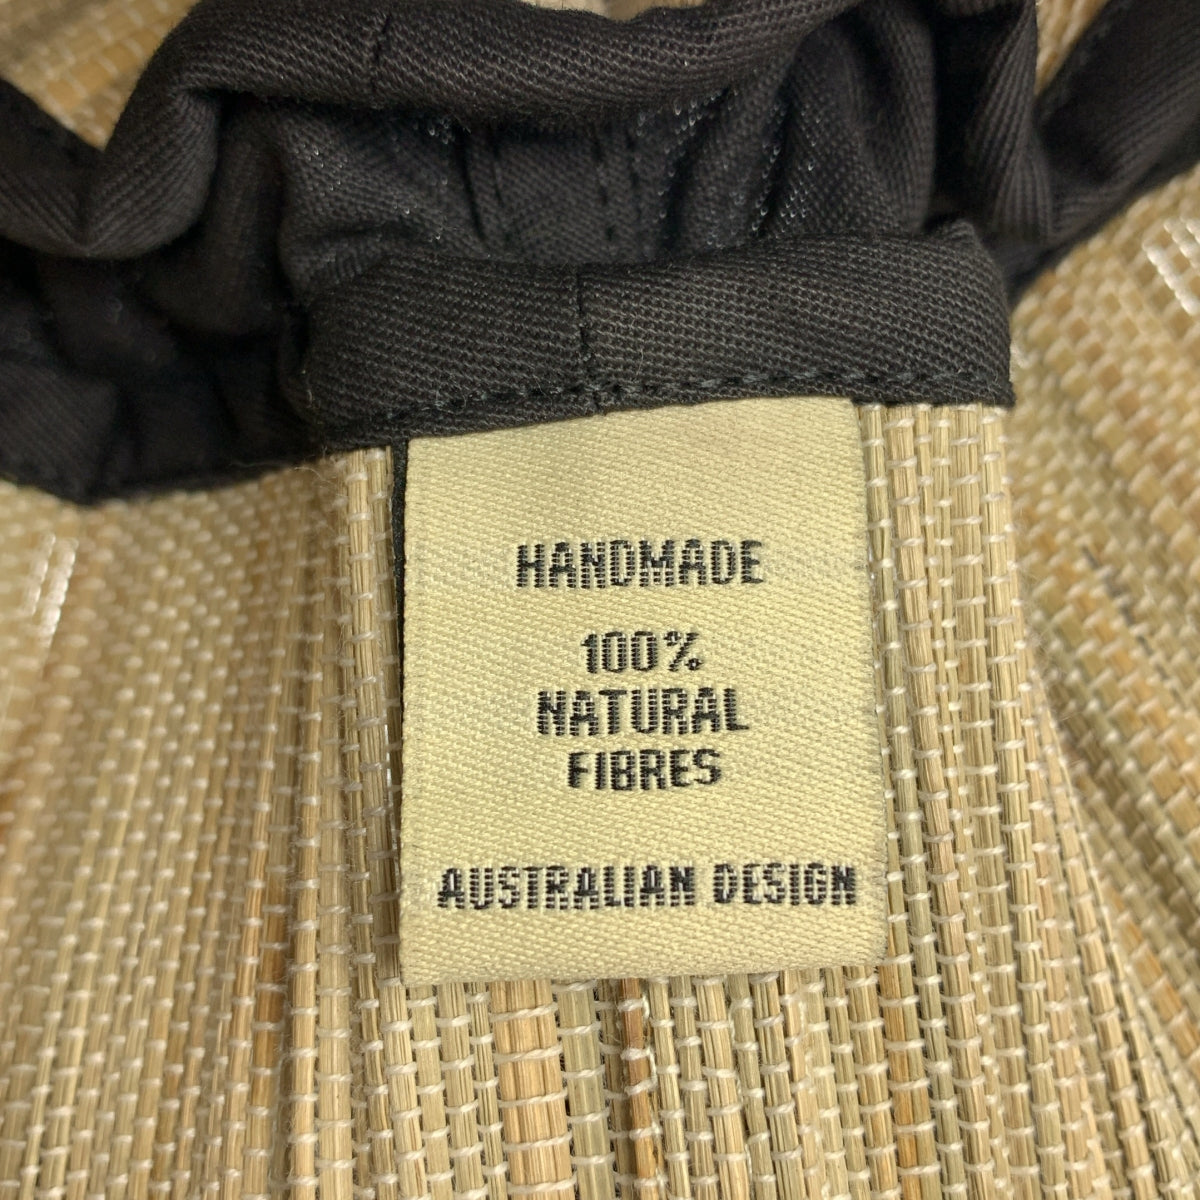 HANDMADE
100%
NATURAL
FIBRES
AUSTRALIAN DESIGN